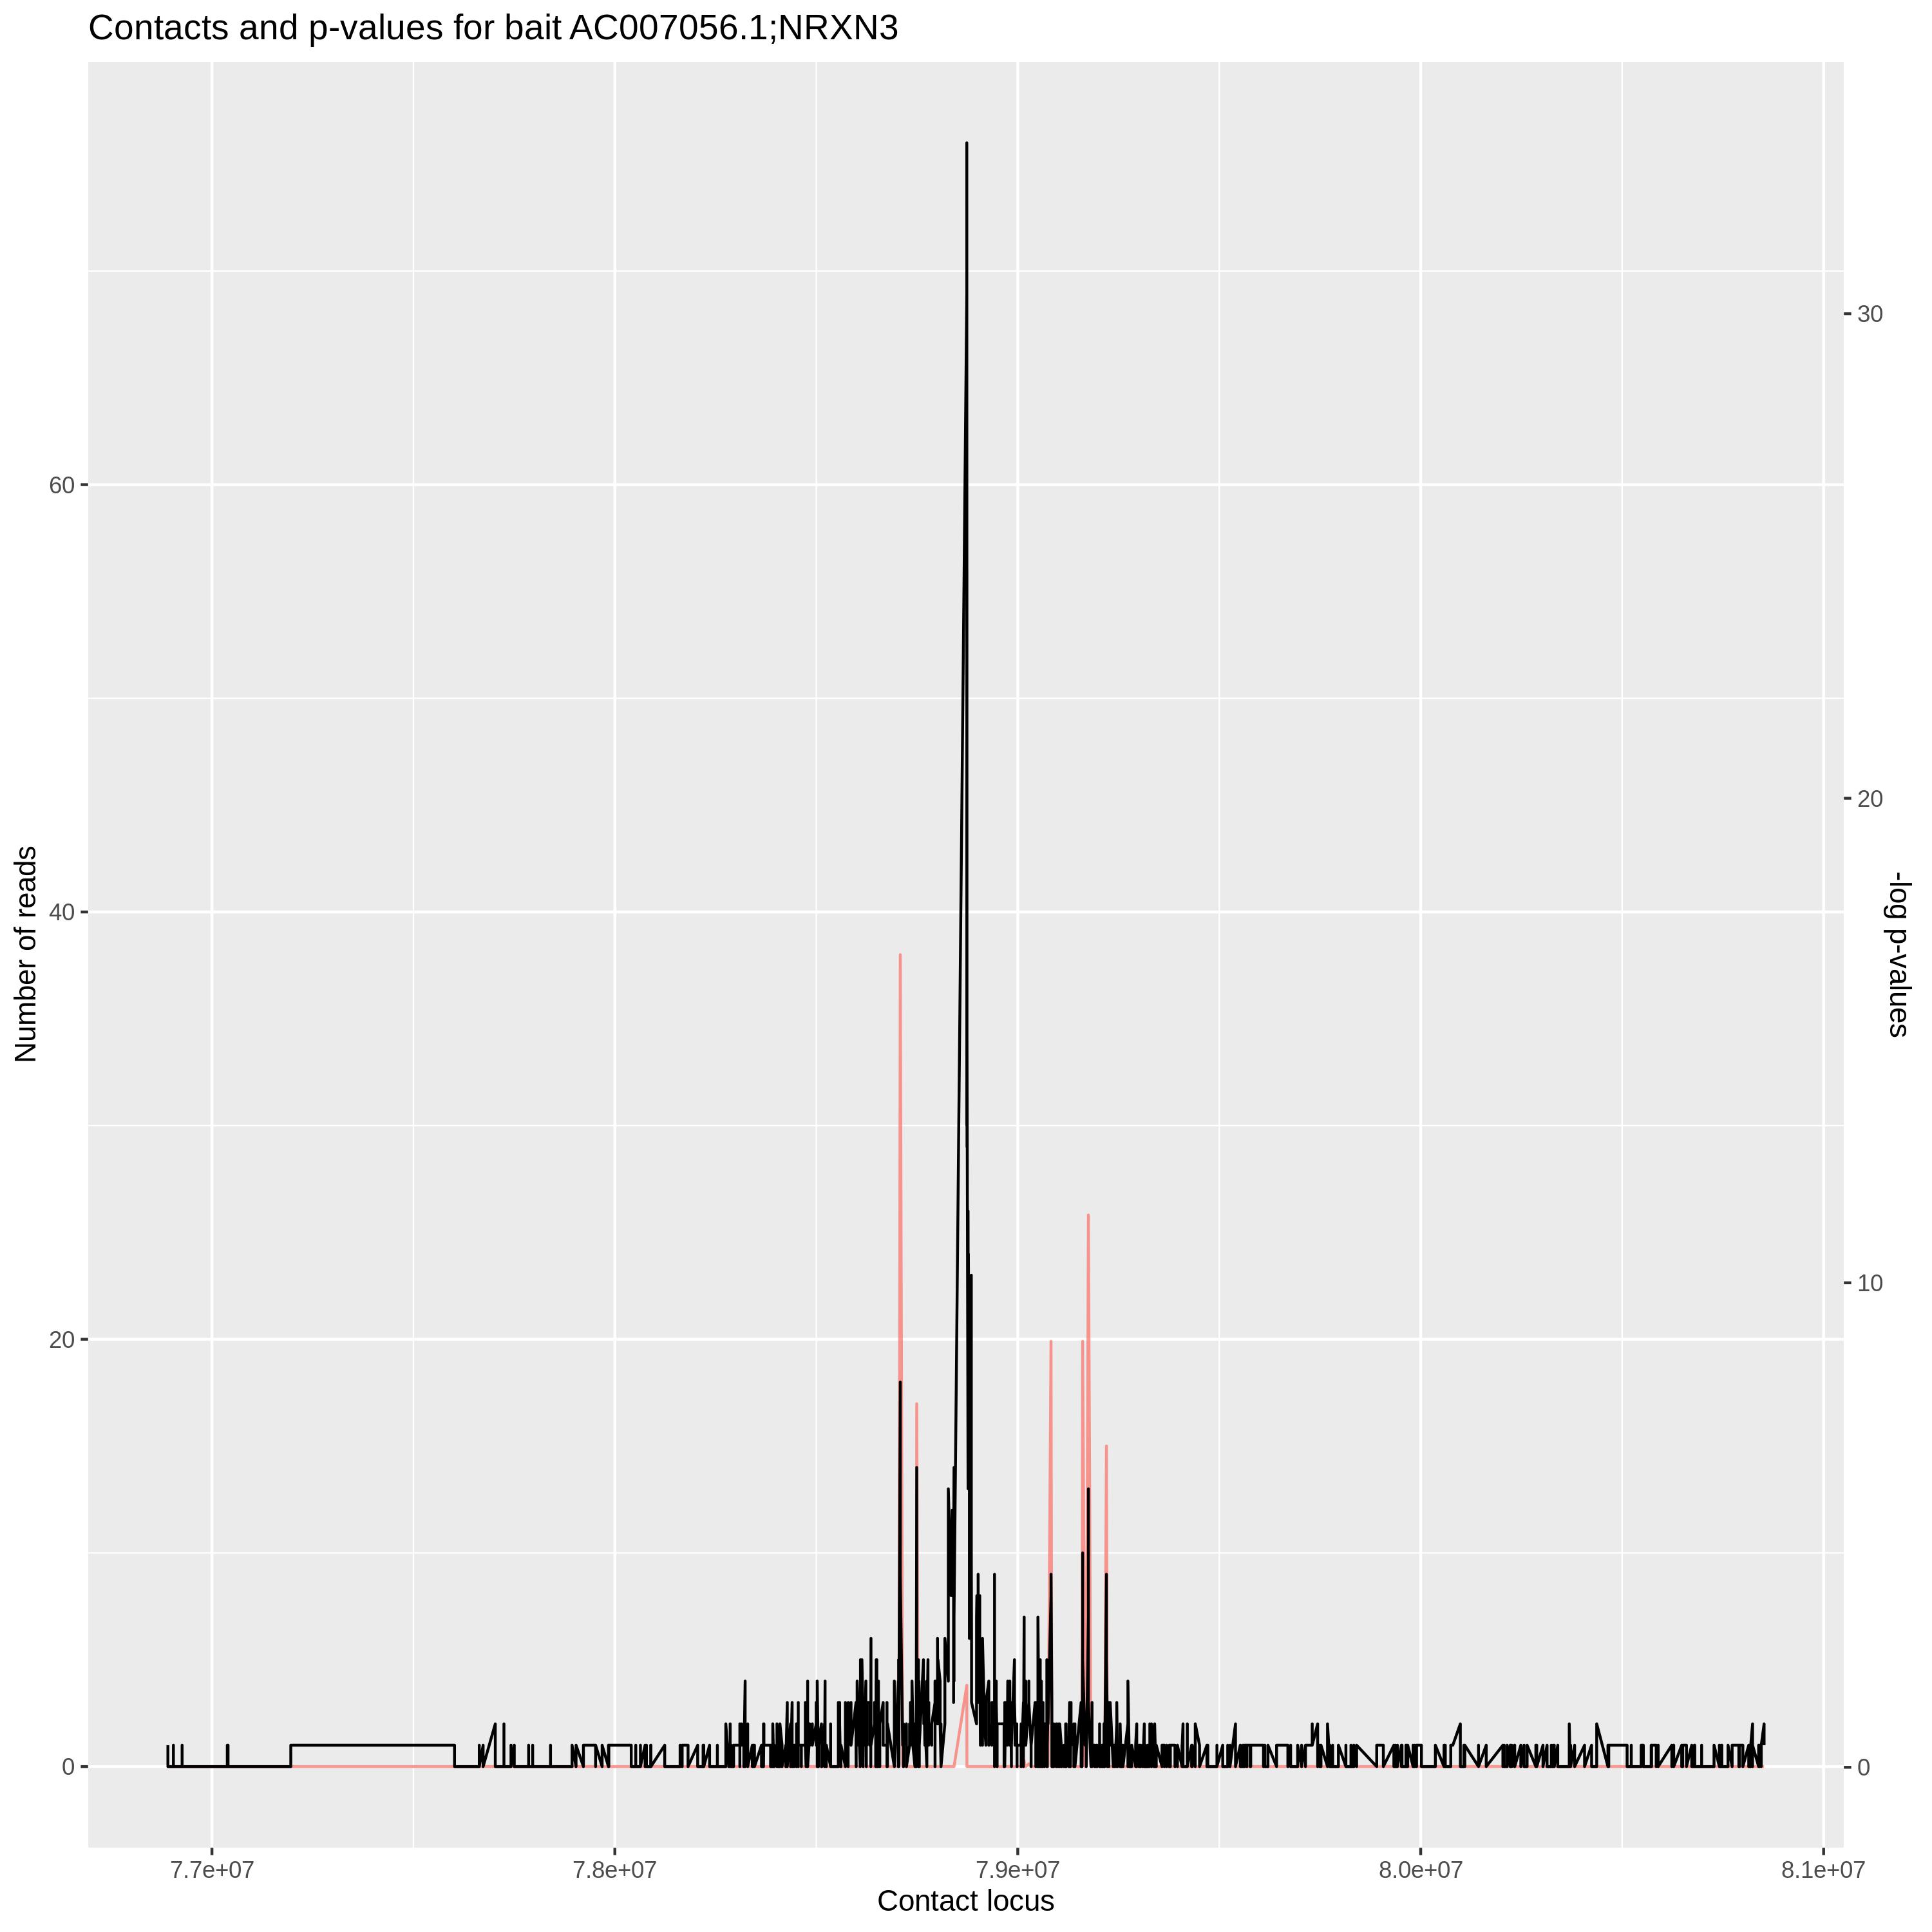 Contacts and p-values for bait AC007056.1;NRXN3
Number of reads
60
40
20
0
30
20
10
0
-log p-values
7.7e+07 7.8e+07 7.9e+07 8.0e+07 8.1e+07
Contact locus